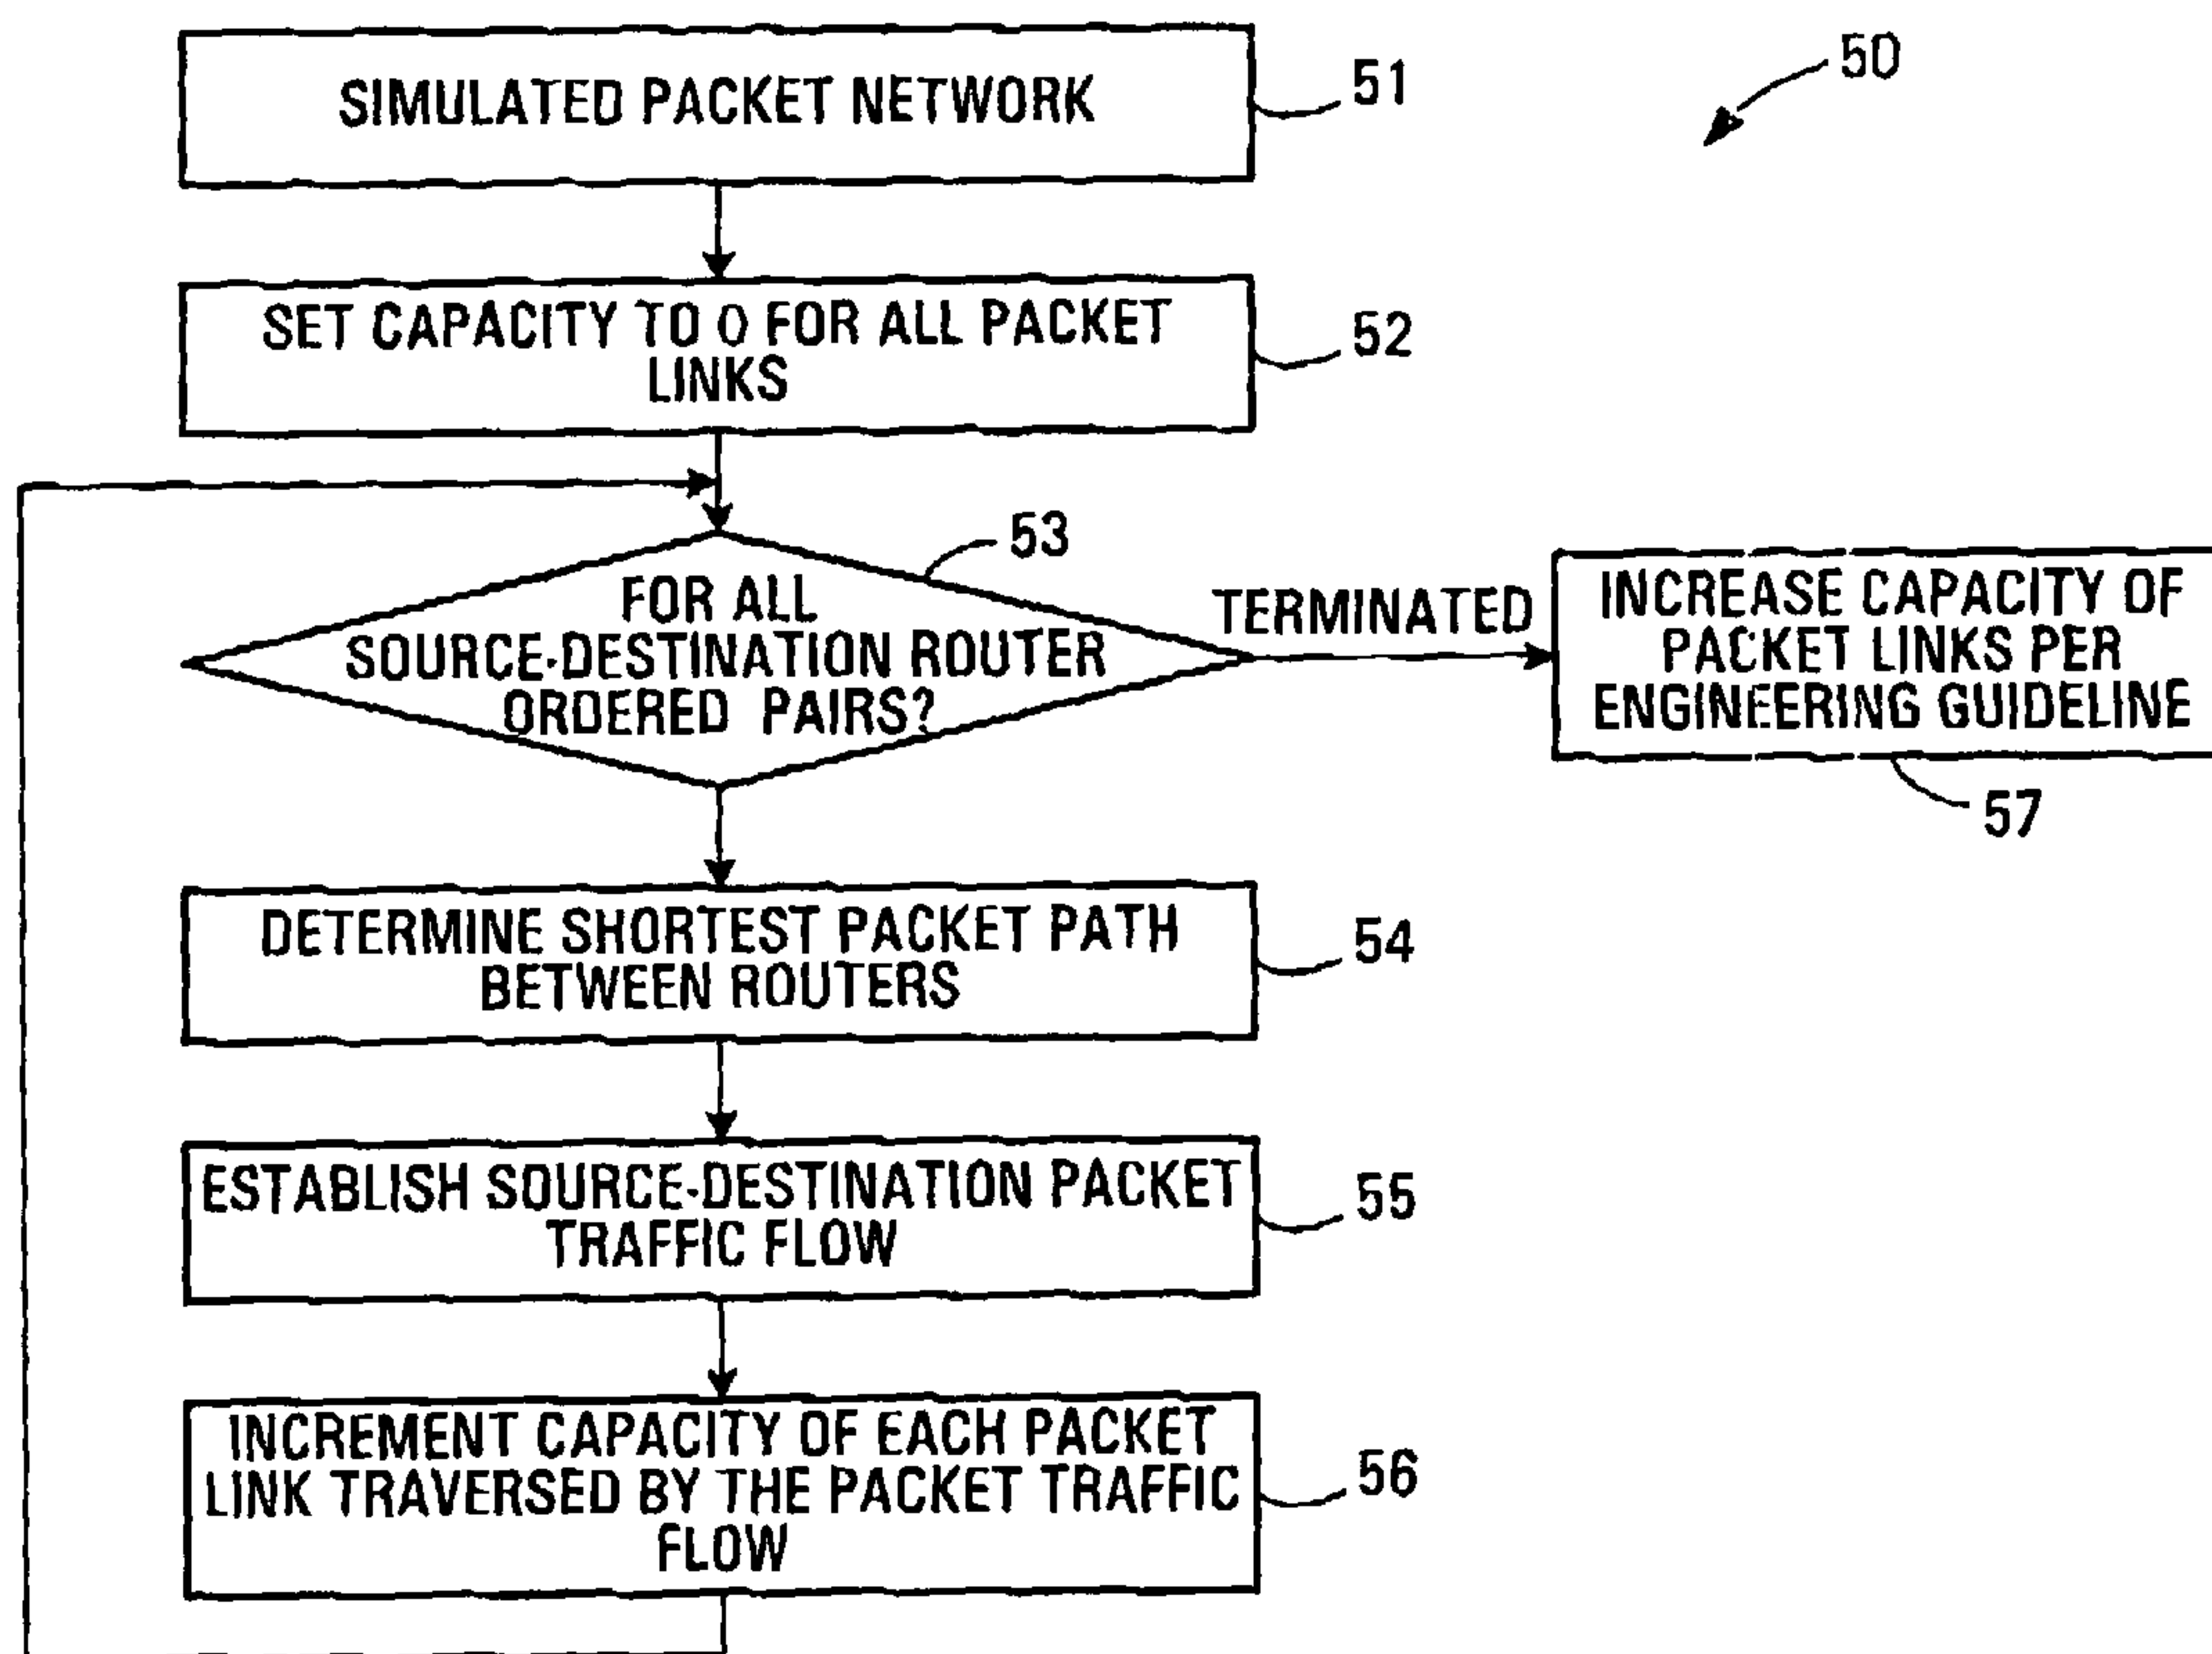 SIMULATED PACKET NETWORK
51
50
SET CAPACITY TO 0 FOR ALL PACKET
LINKS
52
53
FOR ALL
SOURCE-DESTINATION ROUTER
ORDERED PAIRS?
TERMINATED
INCREASE CAPACITY OF
PACKET LINKS PER
ENGINEERING GUIDELINE
57
DETERMINE SHORTEST PACKET PATH
BETWEEN ROUTERS
54
ESTABLISH SOURCE-DESTINATION PACKET
TRAFFIC FLOW
55
INCREMENT CAPACITY OF EACH PACKET
LINK TRAVERSED BY THE PACKET TRAFFIC
FLOW
56